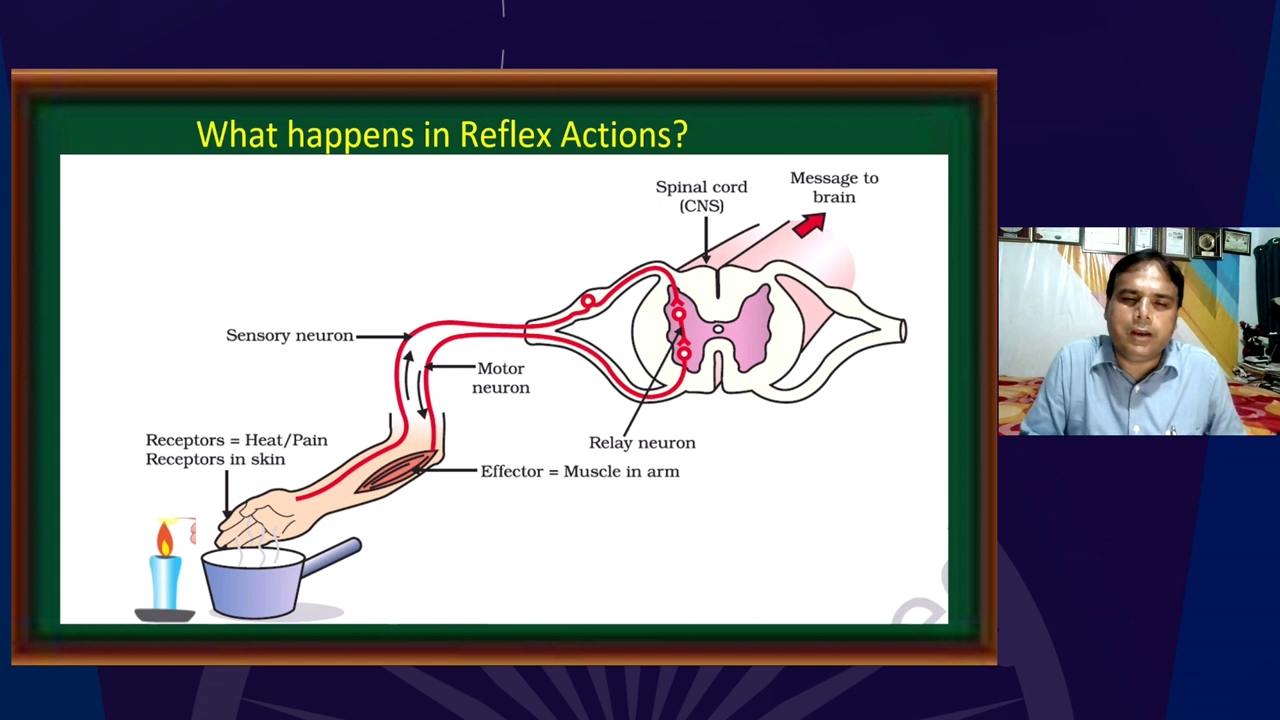 What happens in Reflex Actions?
Spinal cord
(CNS)
Message to
brain
Sensory neuron
Motor
neuron
Receptors = Heat/Pain
Receptors in skin
Relay neuron
Effector = Muscle in arm